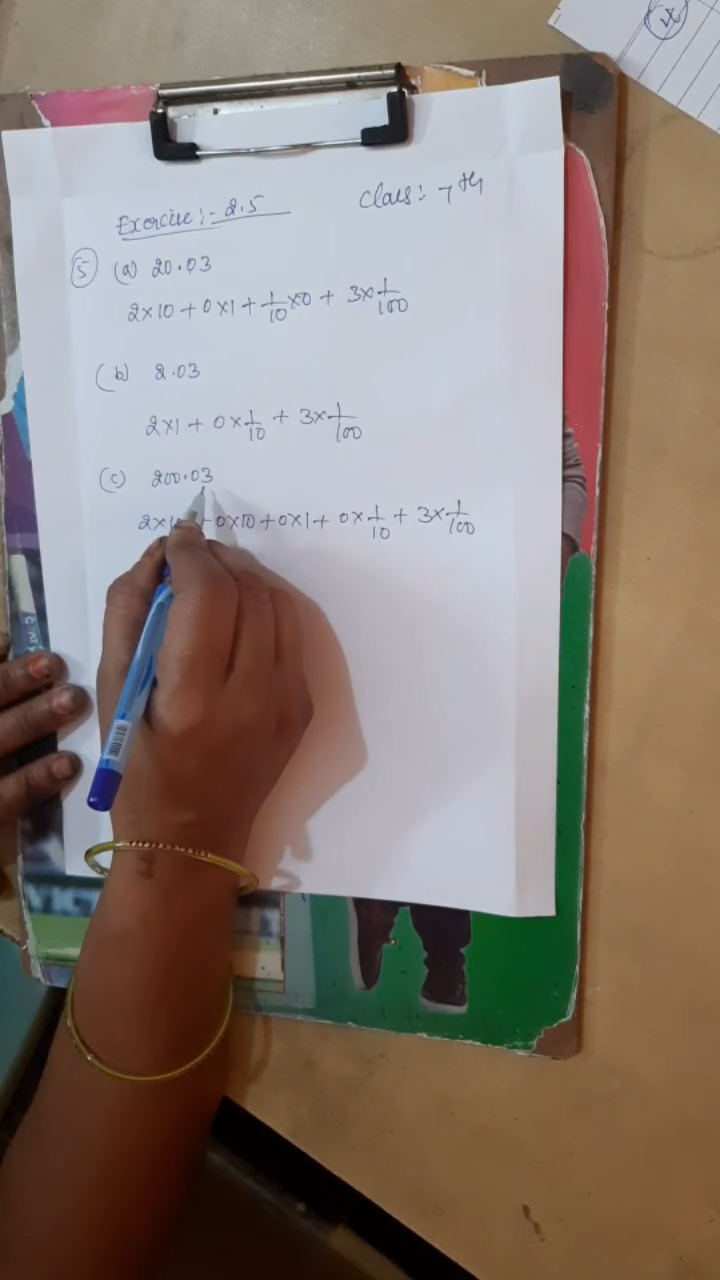 4
Exercise:- 2.5 Class: 7th
5 (a) 20.03
2×10 + 0×1 + 1/10×0 + 3×1/100
(b) 2.03
2×1 + 0×1/10 + 3×1/100
(c) 200.03
+ 0×10 + 0×1 + 0×1/10 + 3×1/100